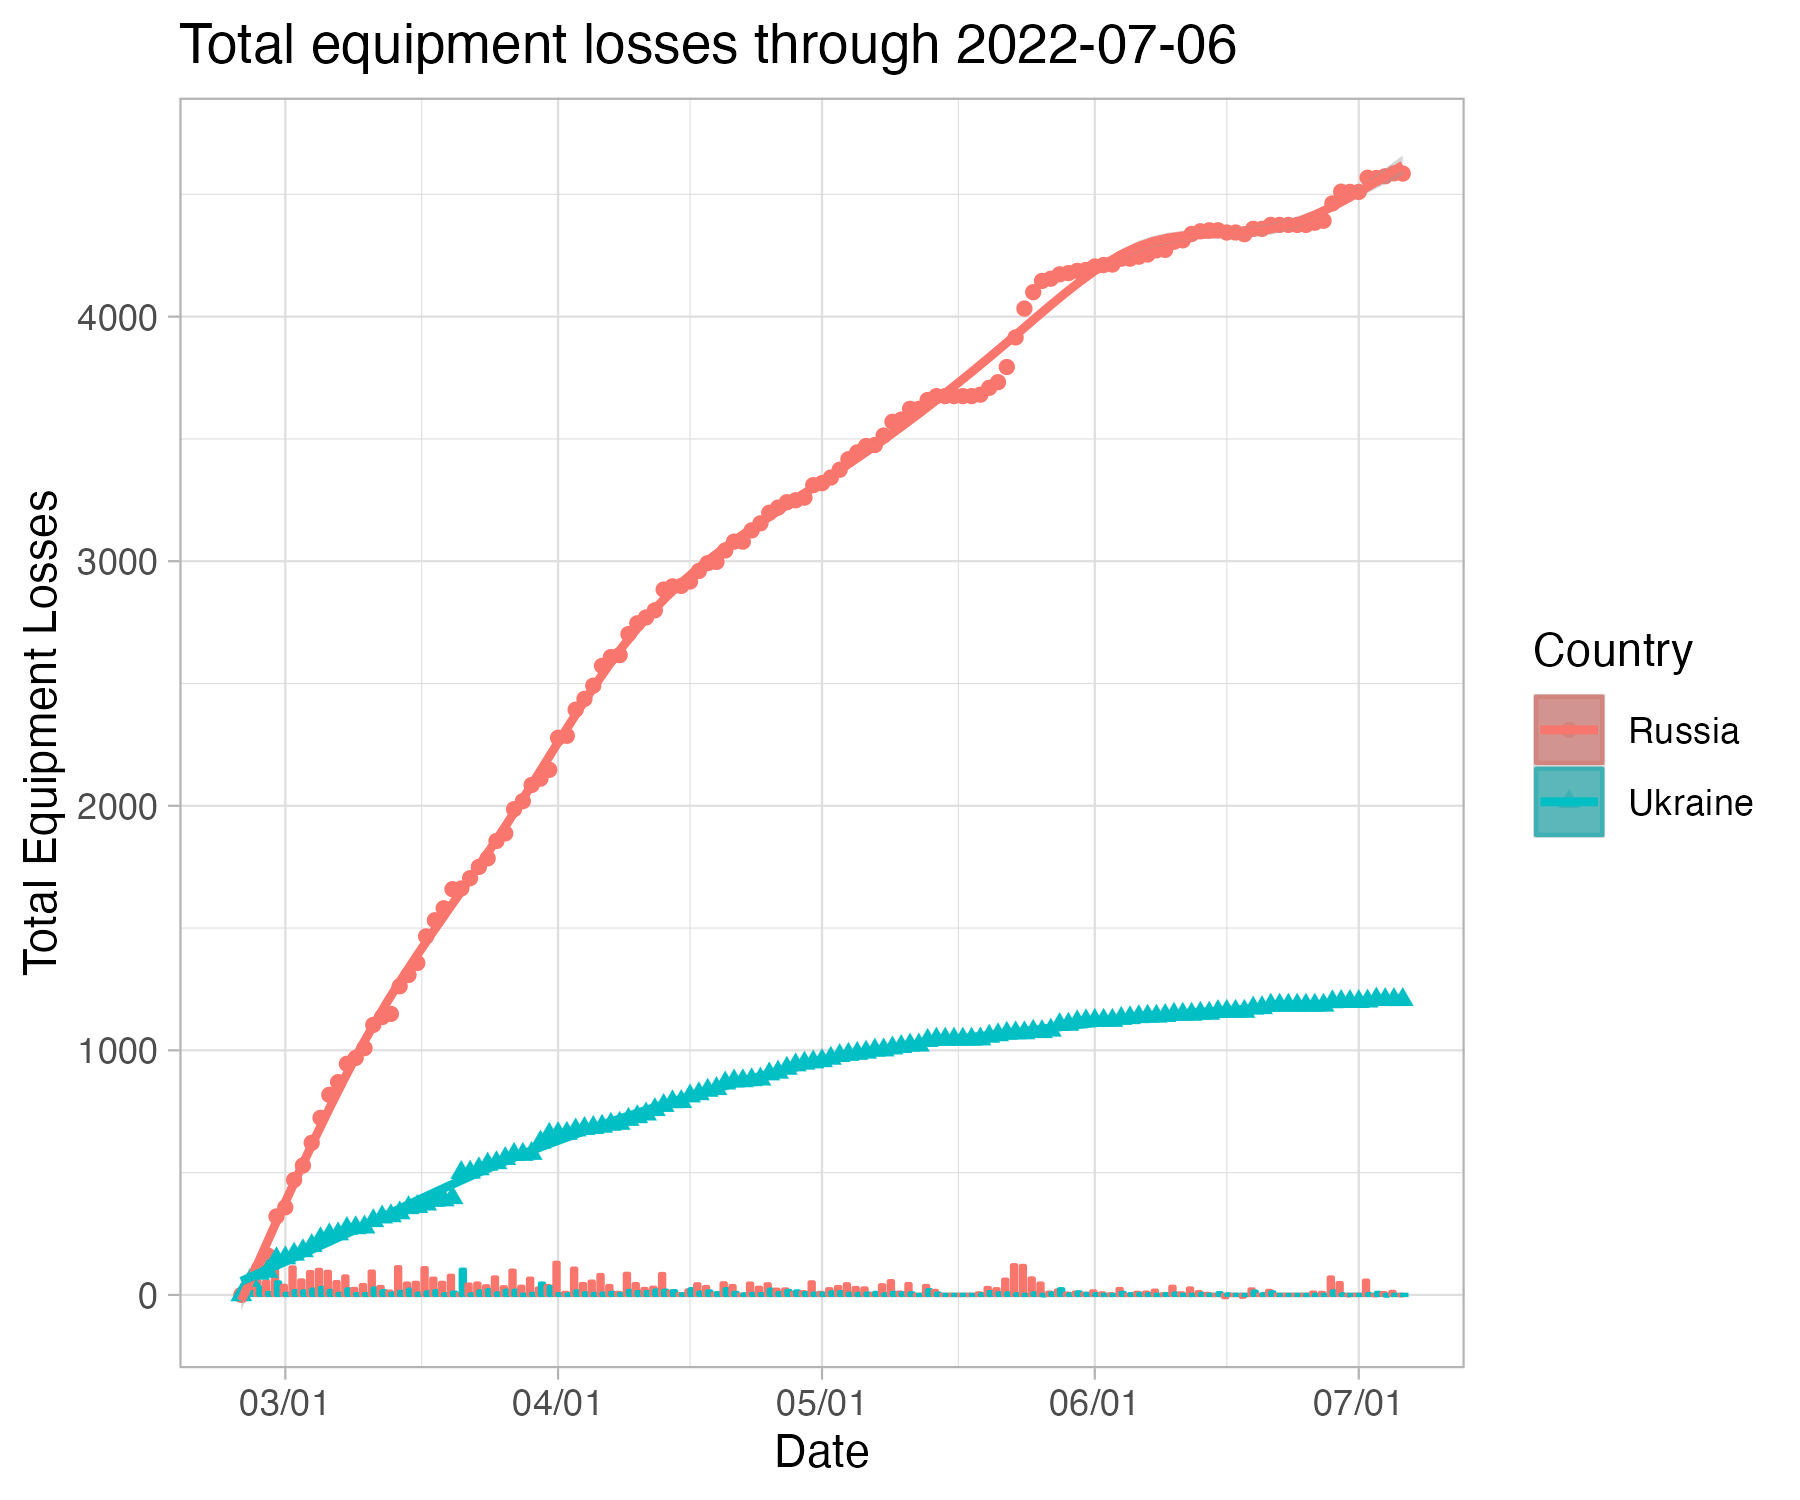 Total equipment losses through 2022-07-06
Total Equipment Losses
4000
3000
2000
1000
0
03/01
04/01
05/01
06/01
07/01
Date
Country
Russia
Ukraine